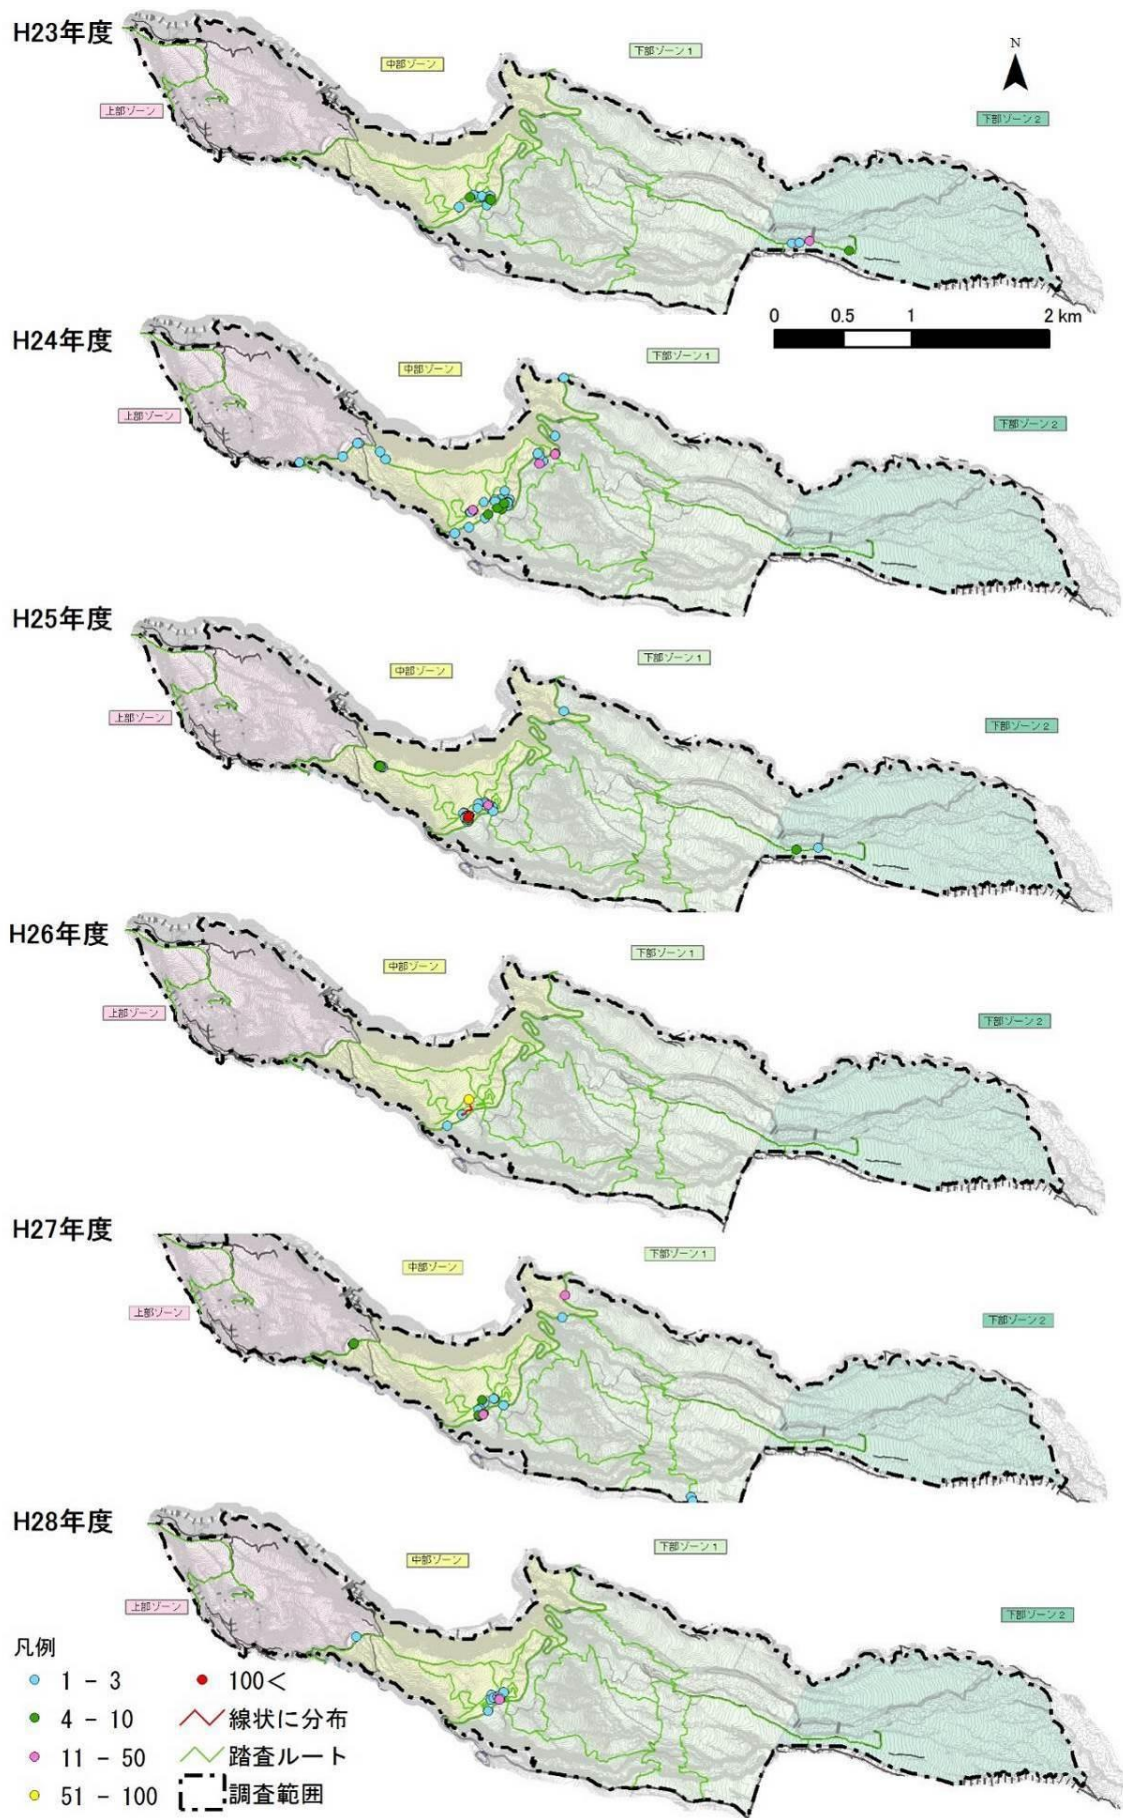 H23年度
中部ゾーン
下部ゾーン1
N
上部ゾーン
下部ゾーン2
0 0.5 1 2 km
H24年度
中部ゾーン
下部ゾーン1
上部ゾーン
下部ゾーン2
H25年度
中部ゾーン
下部ゾーン1
上部ゾーン
下部ゾーン2
H26年度
中部ゾーン
下部ゾーン1
上部ゾーン
下部ゾーン2
H27年度
中部ゾーン
下部ゾーン1
上部ゾーン
下部ゾーン2
H28年度
中部ゾーン
下部ゾーン1
上部ゾーン
下部ゾーン2
凡例
1 - 3
4 - 10
11 - 50
51 - 100
100<
線状に分布
踏査ルート
調査範囲